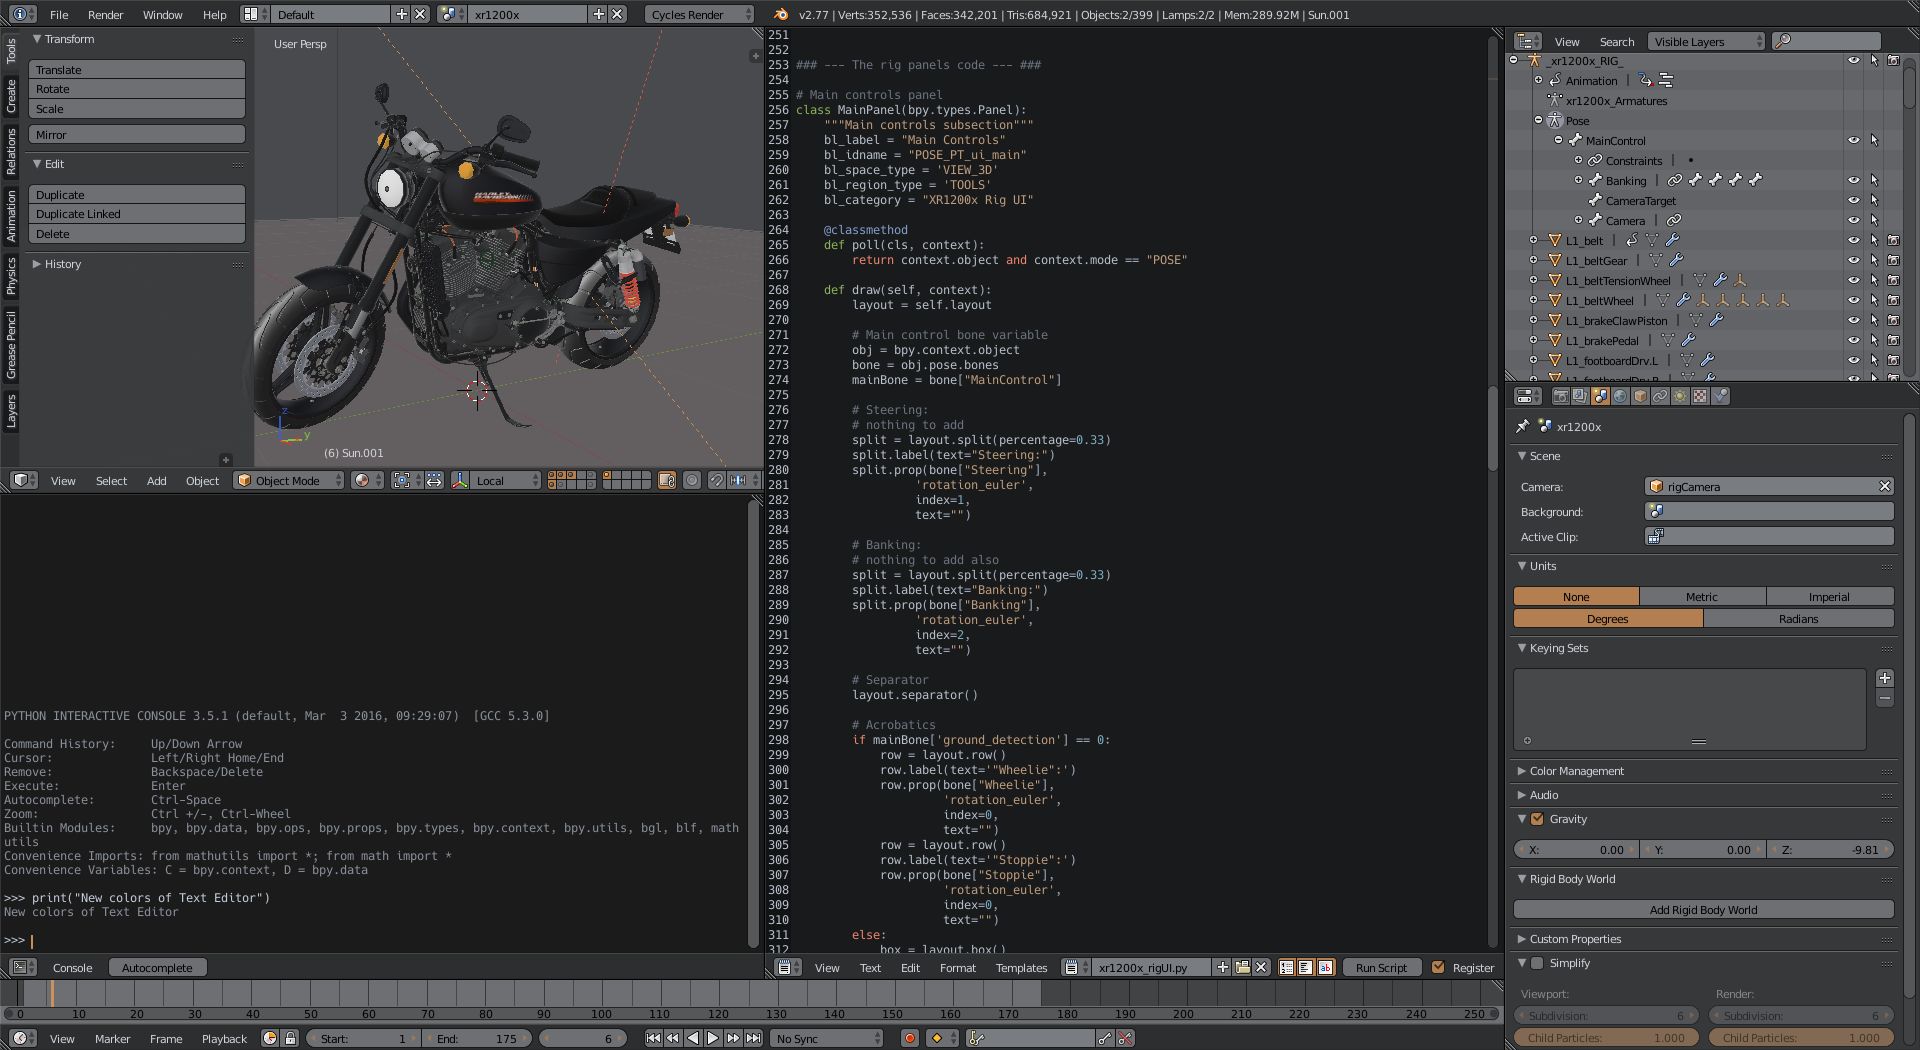 File Render Window Help Default xr1200x Cycles Render v2.77 | Verts:352,536 | Faces:342,201 | Tris:684,921 | Objects:2/399 | Lamps:2/2 | Mem:289.92M | Sun.001
Tools
Create
Relations
Animation
Physics
Grease Pencil
Layers
Transform
Translate
Rotate
Scale
Mirror
Edit
Duplicate
Duplicate Linked
Delete
History
User Persp
HARLEY-DAVIDSON
z
y
(6) Sun.001
View Select Add Object Object Mode Local
PYTHON INTERACTIVE CONSOLE 3.5.1 (default, Mar  3 2016, 09:29:07)  [GCC 5.3.0]
Command History:     Up/Down Arrow
Cursor:              Left/Right Home/End
Remove:              Backspace/Delete
Execute:             Enter
Autocomplete:        Ctrl-Space
Zoom:                Ctrl +/-, Ctrl-Wheel
Builtin Modules:     bpy, bpy.data, bpy.ops, bpy.props, bpy.types, bpy.context, bpy.utils, bgl, blf, math
utils
Convenience Imports: from mathutils import *; from math import *
Convenience Variables: C = bpy.context, D = bpy.data
>>> print("New colors of Text Editor")
New colors of Text Editor
>>>
Console Autocomplete
251
252
253 ### --- The rig panels code --- ###
254
255 # Main controls panel
256 class MainPanel(bpy.types.Panel):
257     """Main controls subsection"""
258     bl_label = "Main Controls"
259     bl_idname = "POSE_PT_ui_main"
260     bl_space_type = 'VIEW_3D'
261     bl_region_type = 'TOOLS'
262     bl_category = "XR1200x Rig UI"
263
264     @classmethod
265     def poll(cls, context):
266         return context.object and context.mode == "POSE"
267
268     def draw(self, context):
269         layout = self.layout
270
271         # Main control bone variable
272         obj = bpy.context.object
273         bone = obj.pose.bones
274         mainBone = bone["MainControl"]
275
276         # Steering:
277         # nothing to add
278         split = layout.split(percentage=0.33)
279         split.label(text="Steering:")
280         split.prop(bone["Steering"],
281                  'rotation_euler',
282                  index=1,
283                  text="")
284
285         # Banking:
286         # nothing to add also
287         split = layout.split(percentage=0.33)
288         split.label(text="Banking:")
289         split.prop(bone["Banking"],
290                  'rotation_euler',
291                  index=2,
292                  text="")
293
294         # Separator
295         layout.separator()
296
297         # Acrobatics
298         if mainBone['ground_detection'] == 0:
299             row = layout.row()
300             row.label(text='"Wheelie":')
301             row.prop(bone["Wheelie"],
302                      'rotation_euler',
303                      index=0,
304                      text="")
305             row = layout.row()
306             row.label(text='"Stoppie":')
307             row.prop(bone["Stoppie"],
308                      'rotation_euler',
309                      index=0,
310                      text="")
311         else:
312             box = layout.box()
View Text Edit Format Templates xr1200x_rigUI.py Run Script Register
View Search Visible Layers
_xr1200x_RIG_
Animation
xr1200x_Armatures
Pose
MainControl
Constraints
Banking
CameraTarget
Camera
L1_belt
L1_beltGear
L1_beltTensionWheel
L1_beltWheel
L1_brakeClawPiston
L1_brakePedal
L1_footboardDrv.L
L1_footboardDrv.R
xr1200x
Scene
Camera: rigCamera
Background:
Active Clip:
Units
None Metric Imperial
Degrees Radians
Keying Sets
Color Management
Audio
Gravity
X: 0.00 Y: 0.00 Z: -9.81
Rigid Body World
Add Rigid Body World
Custom Properties
Simplify
Viewport: Render:
Subdivision: 6 Subdivision: 6
Child Particles: 1.000 Child Particles: 1.000
0 10 20 30 40 50 60 70 80 90 100 110 120 130 140 150 160 170 180 190 200 210 220 230 240 250
View Marker Frame Playback Start: 1 End: 175 6 No Sync